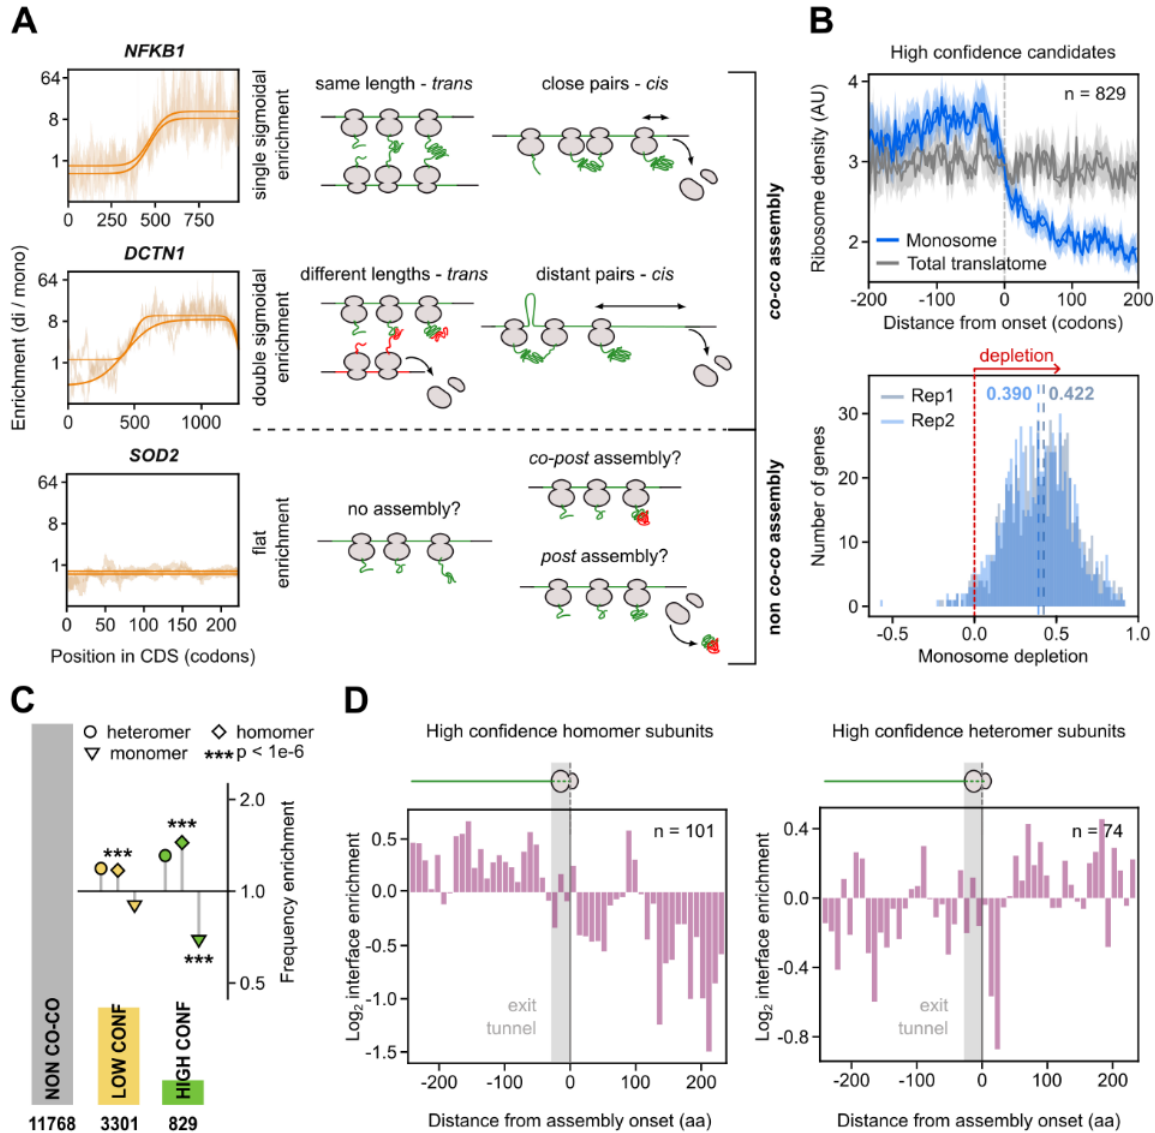 A
NFKB1
64
8
1
0 250 500 750
single sigmoidal
enrichment
same length - trans
close pairs - cis
DCTN1
64
8
1
0 500 1000
Enrichment (di / mono)
double sigmoidal
enrichment
different lengths - trans
distant pairs - cis
co-co assembly
SOD2
64
8
1
0 50 100 150 200
Position in CDS (codons)
flat
enrichment
no assembly?
co-post assembly?
post assembly?
non co-co assembly
B
High confidence candidates
n = 829
4
3
2
Ribosome density (AU)
Monosome
Total translatome
-200 -100 0 100 200
Distance from onset (codons)
depletion
Rep1
Rep2
0.390 0.422
30
20
10
0
Number of genes
-0.5 0.0 0.5 1.0
Monosome depletion
C
heteromer homomer
monomer ***p < 1e-6
***
***
***
2.0
1.0
0.5
Frequency enrichment
NON CO-CO
LOW CONF
HIGH CONF
11768 3301 829
D
High confidence homomer subunits
n = 101
0.5
0.0
-0.5
-1.0
-1.5
Log2 interface enrichment
exit
tunnel
-200 -100 0 100 200
Distance from assembly onset (aa)
High confidence heteromer subunits
n = 74
0.4
0.0
-0.4
-0.8
Log2 interface enrichment
exit
tunnel
-200 -100 0 100 200
Distance from assembly onset (aa)